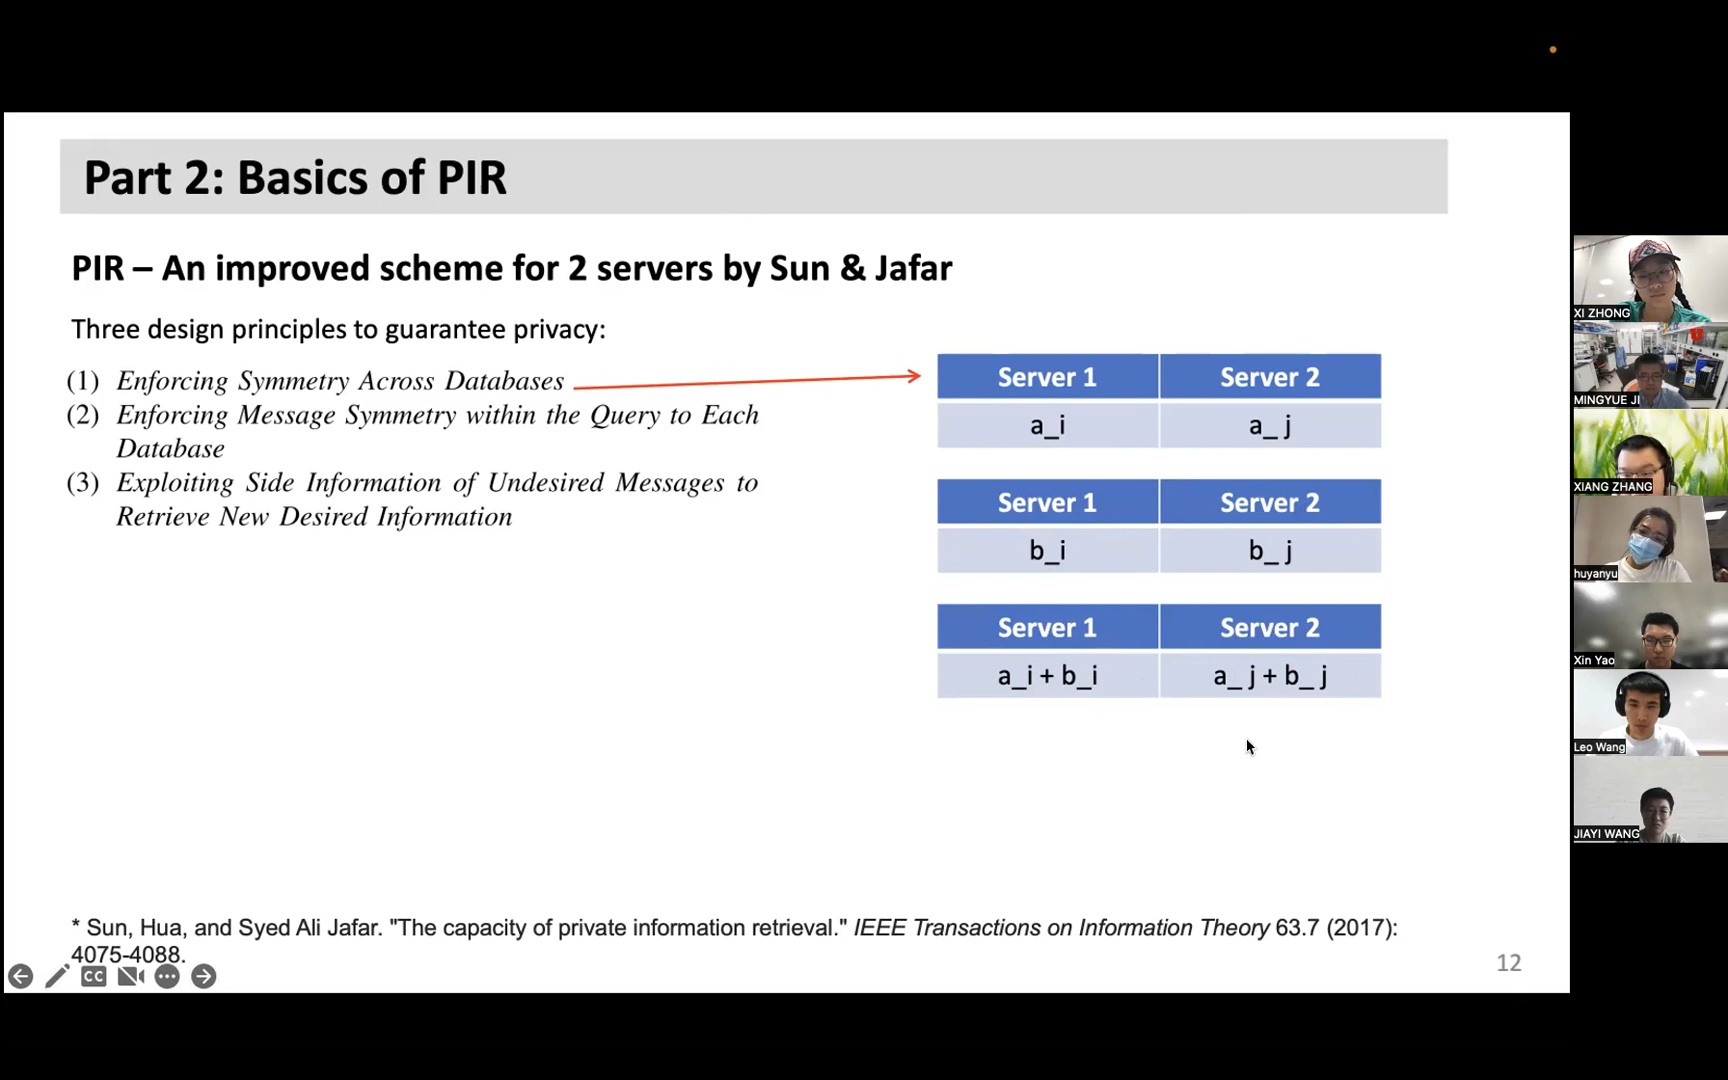 Part 2: Basics of PIR
PIR – An improved scheme for 2 servers by Sun & Jafar
Three design principles to guarantee privacy:
(1) Enforcing Symmetry Across Databases
(2) Enforcing Message Symmetry within the Query to Each
Database
(3) Exploiting Side Information of Undesired Messages to
Retrieve New Desired Information
Server 1 Server 2
a_i a_ j
Server 1 Server 2
b_i b_ j
Server 1 Server 2
a_i + b_i a_ j + b_ j
* Sun, Hua, and Syed Ali Jafar. "The capacity of private information retrieval." IEEE Transactions on Information Theory 63.7 (2017):
4075-4088.
CC
12
XI ZHONG
MINGYUE JI
XIANG ZHANG
huyanyu
Xin Yao
Leo Wang
JIAYI WANG